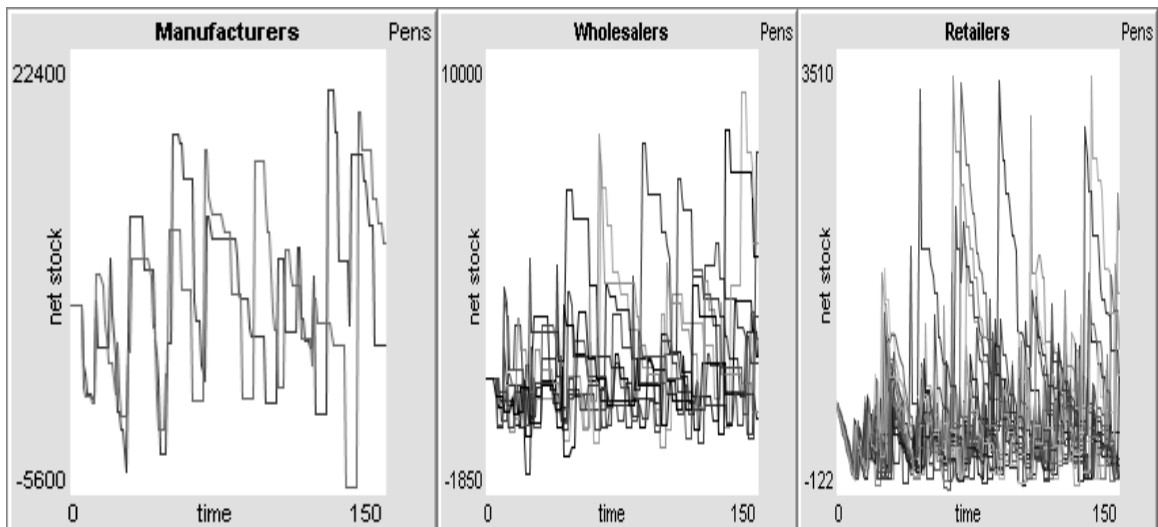 Manufacturers Pens
22400
net stock
-5600
0 time 150
Wholesalers Pens
10000
net stock
-1850
0 time 150
Retailers Pens
3510
net stock
-122
0 time 150